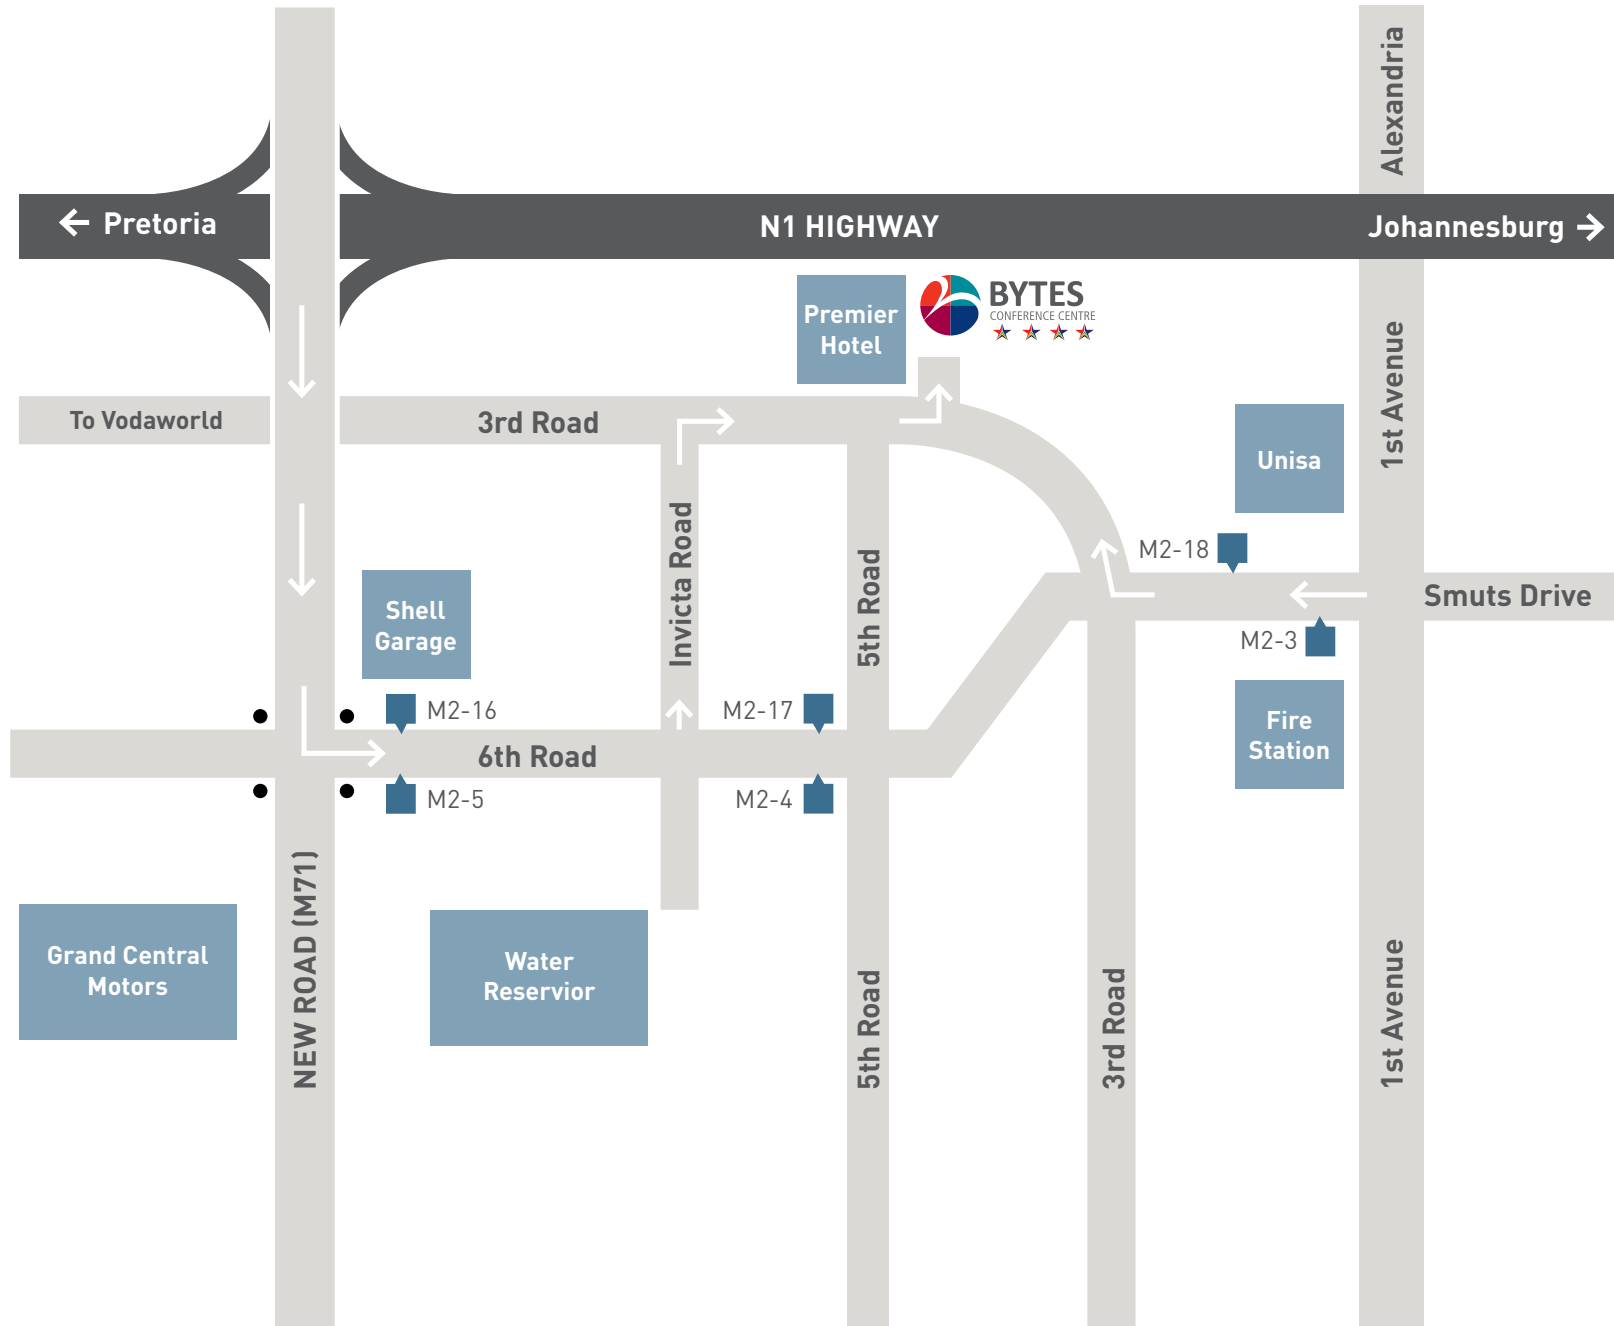 Alexandria
Pretoria
N1 HIGHWAY
Johannesburg
Premier
Hotel
BYTES
CONFERENCE CENTRE
1st Avenue
To Vodaworld
3rd Road
Unisa
Invicta Road
5th Road
M2-18
Smuts Drive
Shell
Garage
M2-3
M2-16
M2-17
Fire
Station
6th Road
M2-5
M2-4
NEW ROAD (M71)
Grand Central
Motors
Water
Reservior
5th Road
3rd Road
1st Avenue